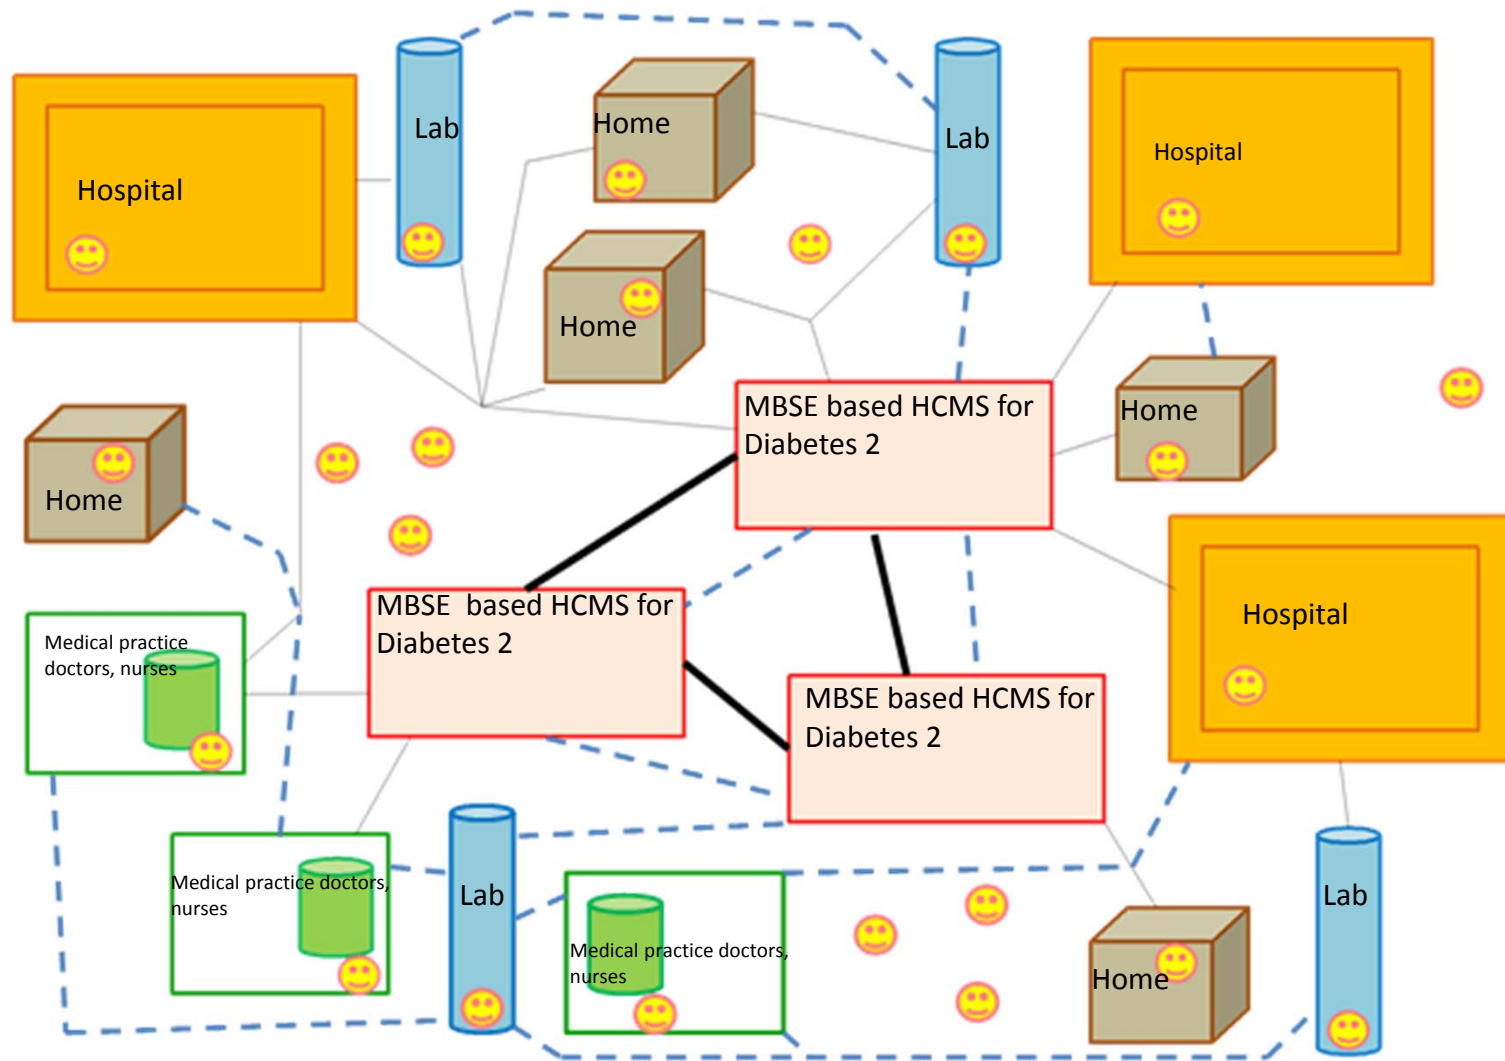 Lab
Home
Lab
Hospital
Hospital
Home
MBSE based HCMS for
Diabetes 2
Home
Home
MBSE  based HCMS for
Diabetes 2
Hospital
Medical practice
doctors, nurses
MBSE based HCMS for
Diabetes 2
Medical practice doctors,
nurses
Lab
Lab
Medical practice doctors,
nurses
Home